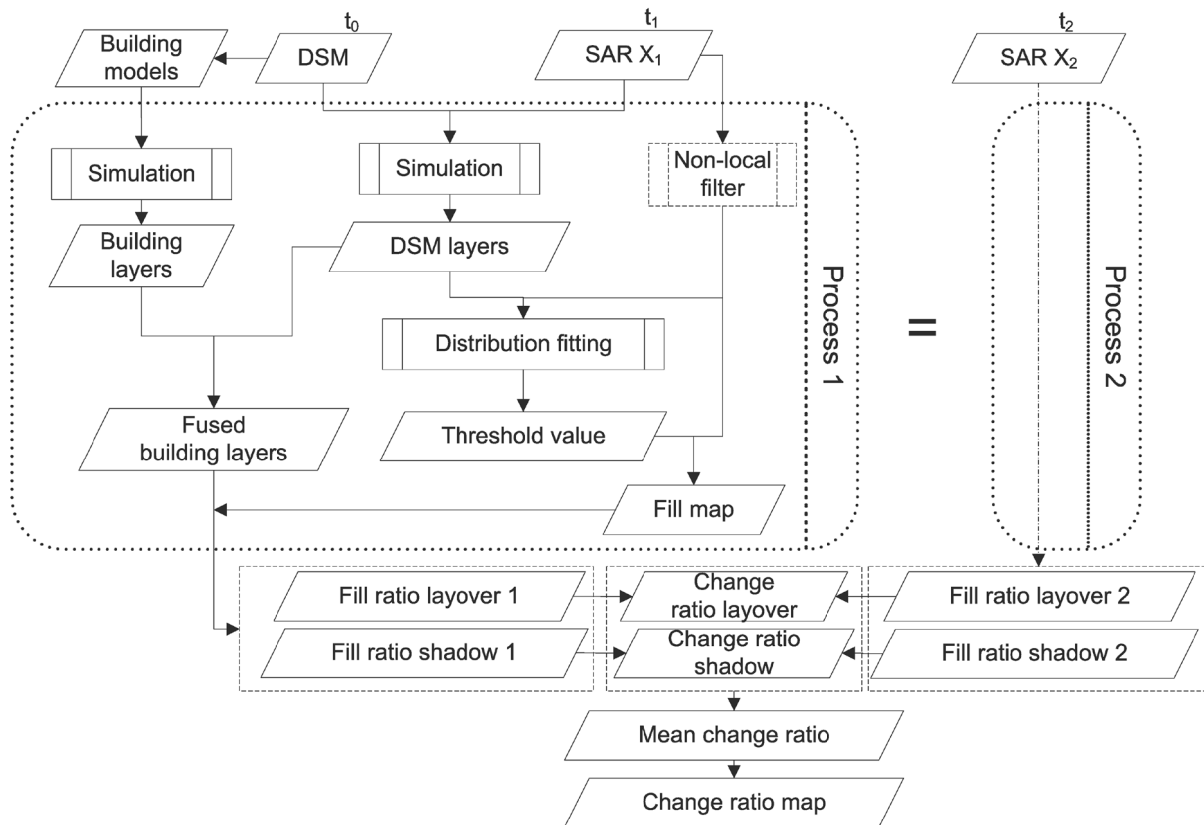 t₀
t₁
t₂
Building
models
DSM
SAR X₁
SAR X₂
Simulation
Simulation
Non-local
filter
Building
layers
DSM layers
Process 1
=
Process 2
Distribution fitting
Fused
building layers
Threshold value
Fill map
Fill ratio layover 1
Change
ratio layover
Fill ratio layover 2
Fill ratio shadow 1
Change ratio
shadow
Fill ratio shadow 2
Mean change ratio
Change ratio map